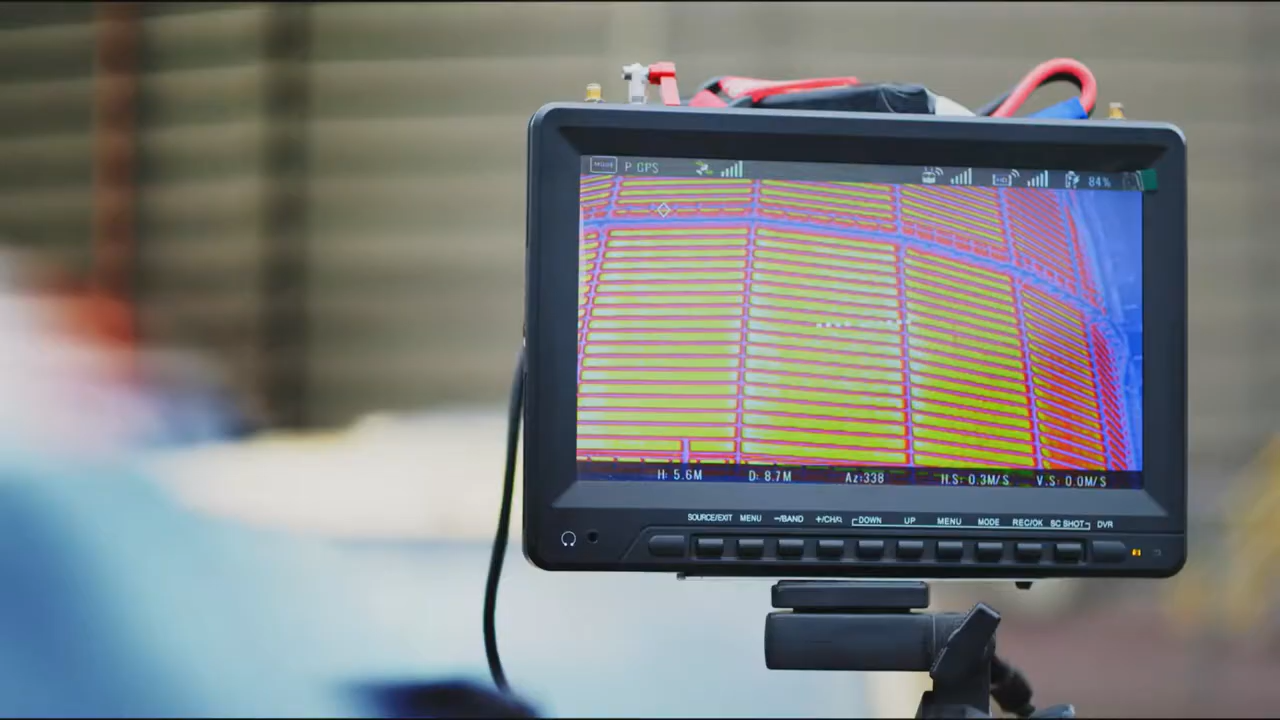 P GPS
84%
H: 5.6M D: 8.7M Az:338 H.S: 0.3M/S V.S: 0.0M/S
SOURCE/EXIT MENU -/BAND +/CH DOWN UP MENU MODE REC/OK SC SHOT DVR